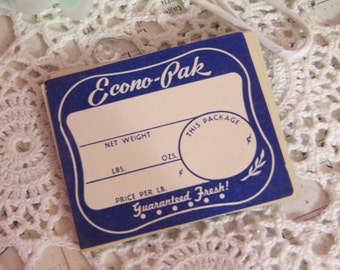 Econo-Pak
NET WEIGHT
THIS PACKAGE
LBS. OZS.
¢
¢
PRICE PER LB.
Guaranteed Fresh!